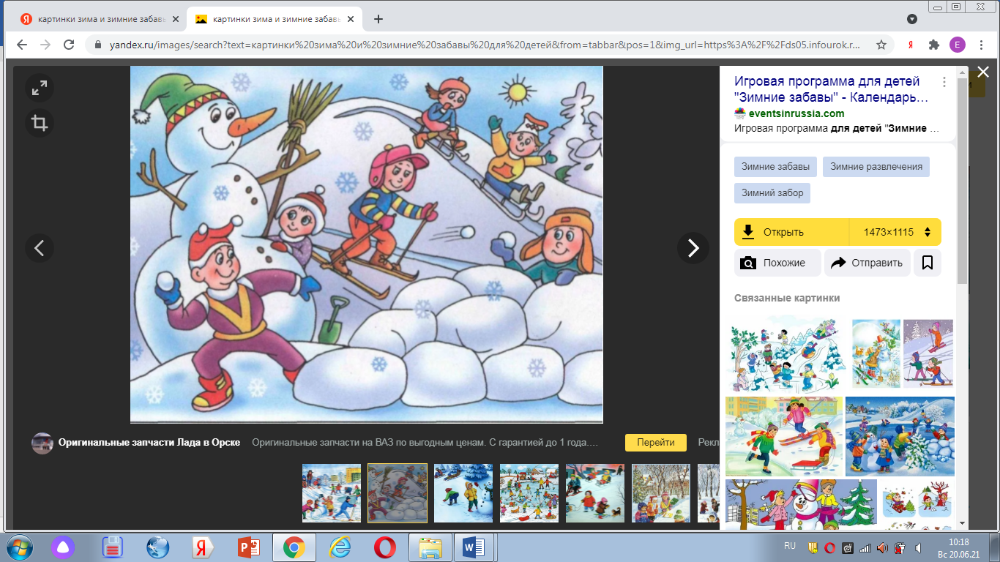 картинки зима и зимние забавы
картинки зима и зимние забавы
yandex.ru/images/search?text=картинки%20зима%20и%20зимние%20забавы%20для%20детей&from=tabbar&pos=1&img_url=https%3A%2F%2Fds05.infourok.r...
E
Игровая программа для детей
"Зимние забавы" - Календарь...
eventsinrussia.com
Игровая программа для детей "Зимние ...
Зимние забавы
Зимние развлечения
Зимний забор
Открыть
1473×1115
Похожие
Отправить
Связанные картинки
Оригинальные запчасти Лада в Орске
Оригинальные запчасти на ВАЗ по выгодным ценам. С гарантией до 1 года....
Перейти
Рекл
RU
10:18
Вс 20.06.21